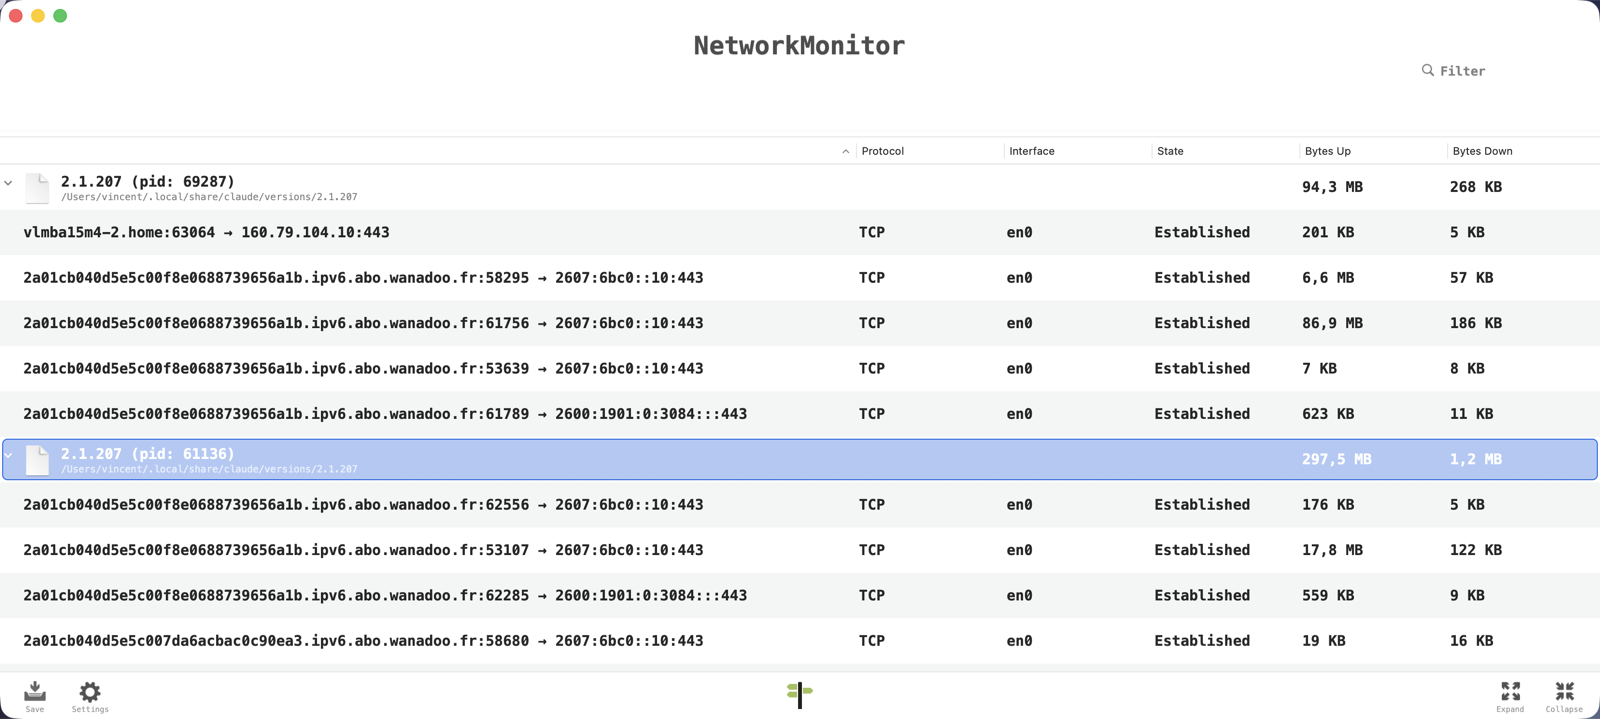 NetworkMonitor
Filter
Protocol Interface State Bytes Up Bytes Down
2.1.207 (pid: 69287) 94,3 MB 268 KB
/Users/vincent/.local/share/claude/versions/2.1.207
vlmba15m4-2.home:63064 → 160.79.104.10:443 TCP en0 Established 201 KB 5 KB
2a01cb040d5e5c00f8e0688739656a1b.ipv6.abo.wanadoo.fr:58295 → 2607:6bc0::10:443 TCP en0 Established 6,6 MB 57 KB
2a01cb040d5e5c00f8e0688739656a1b.ipv6.abo.wanadoo.fr:61756 → 2607:6bc0::10:443 TCP en0 Established 86,9 MB 186 KB
2a01cb040d5e5c00f8e0688739656a1b.ipv6.abo.wanadoo.fr:53639 → 2607:6bc0::10:443 TCP en0 Established 7 KB 8 KB
2a01cb040d5e5c00f8e0688739656a1b.ipv6.abo.wanadoo.fr:61789 → 2600:1901:0:3084:::443 TCP en0 Established 623 KB 11 KB
2.1.207 (pid: 61136) 297,5 MB 1,2 MB
/Users/vincent/.local/share/claude/versions/2.1.207
2a01cb040d5e5c00f8e0688739656a1b.ipv6.abo.wanadoo.fr:62556 → 2607:6bc0::10:443 TCP en0 Established 176 KB 5 KB
2a01cb040d5e5c00f8e0688739656a1b.ipv6.abo.wanadoo.fr:53107 → 2607:6bc0::10:443 TCP en0 Established 17,8 MB 122 KB
2a01cb040d5e5c00f8e0688739656a1b.ipv6.abo.wanadoo.fr:62285 → 2600:1901:0:3084:::443 TCP en0 Established 559 KB 9 KB
2a01cb040d5e5c007da6acbac0c90ea3.ipv6.abo.wanadoo.fr:58680 → 2607:6bc0::10:443 TCP en0 Established 19 KB 16 KB
Save Settings Expand Collapse